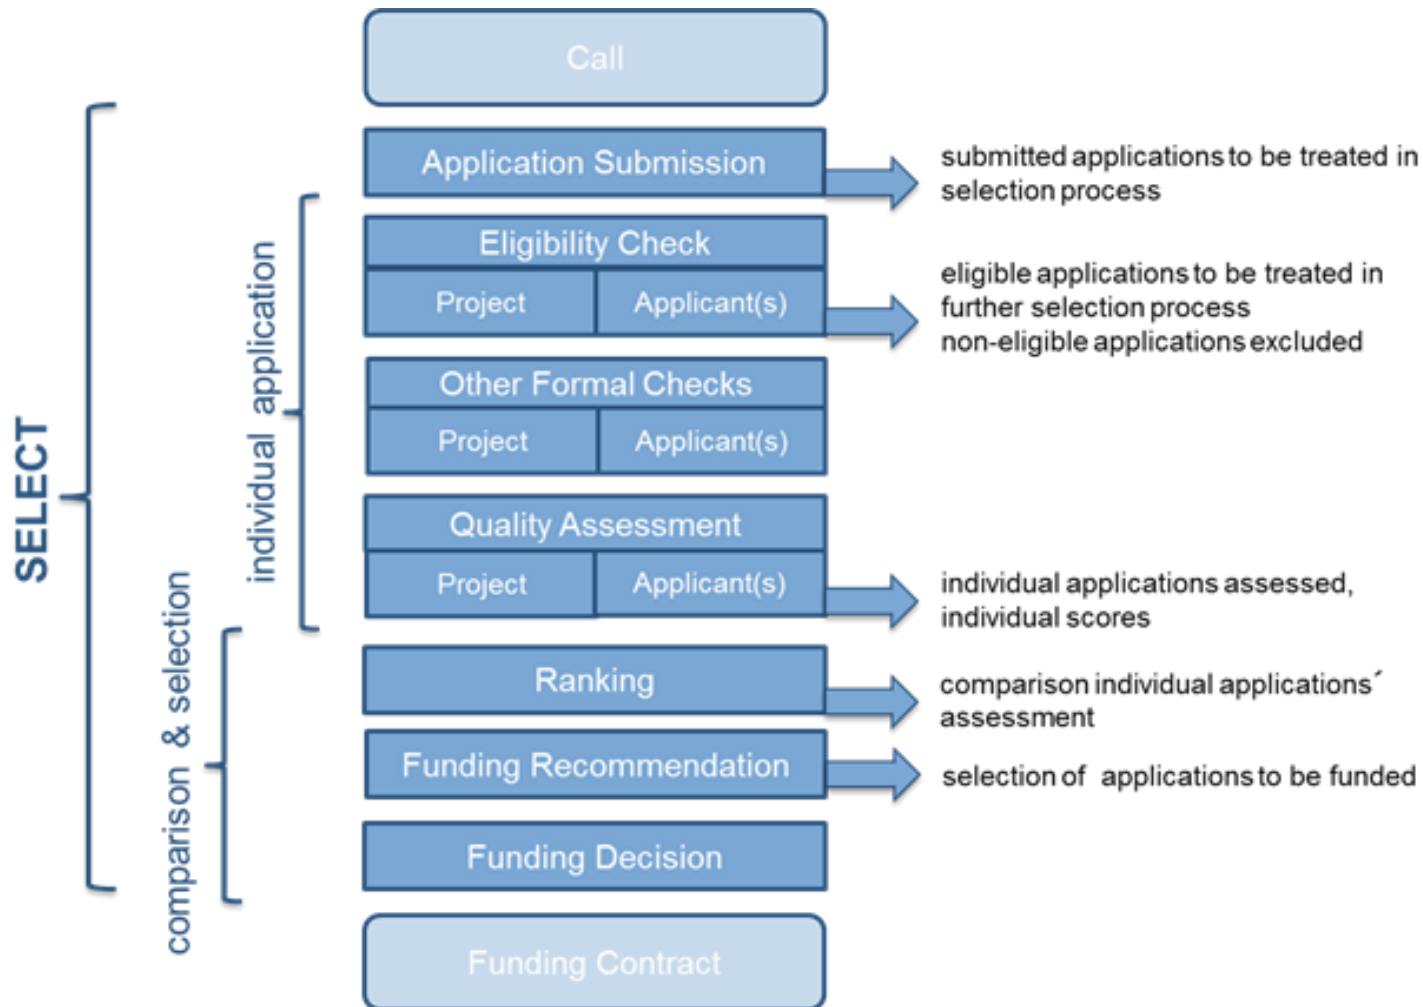 Call
Application Submission
submitted applications to be treated in
selection process
Eligibility Check
Project
Applicant(s)
eligible applications to be treated in
further selection process
non-eligible applications excluded
Other Formal Checks
Project
Applicant(s)
Quality Assessment
Project
Applicant(s)
individual applications assessed,
individual scores
Ranking
comparison individual applications´
assessment
Funding Recommendation
selection of applications to be funded
Funding Decision
Funding Contract
SELECT
individual application
comparison & selection